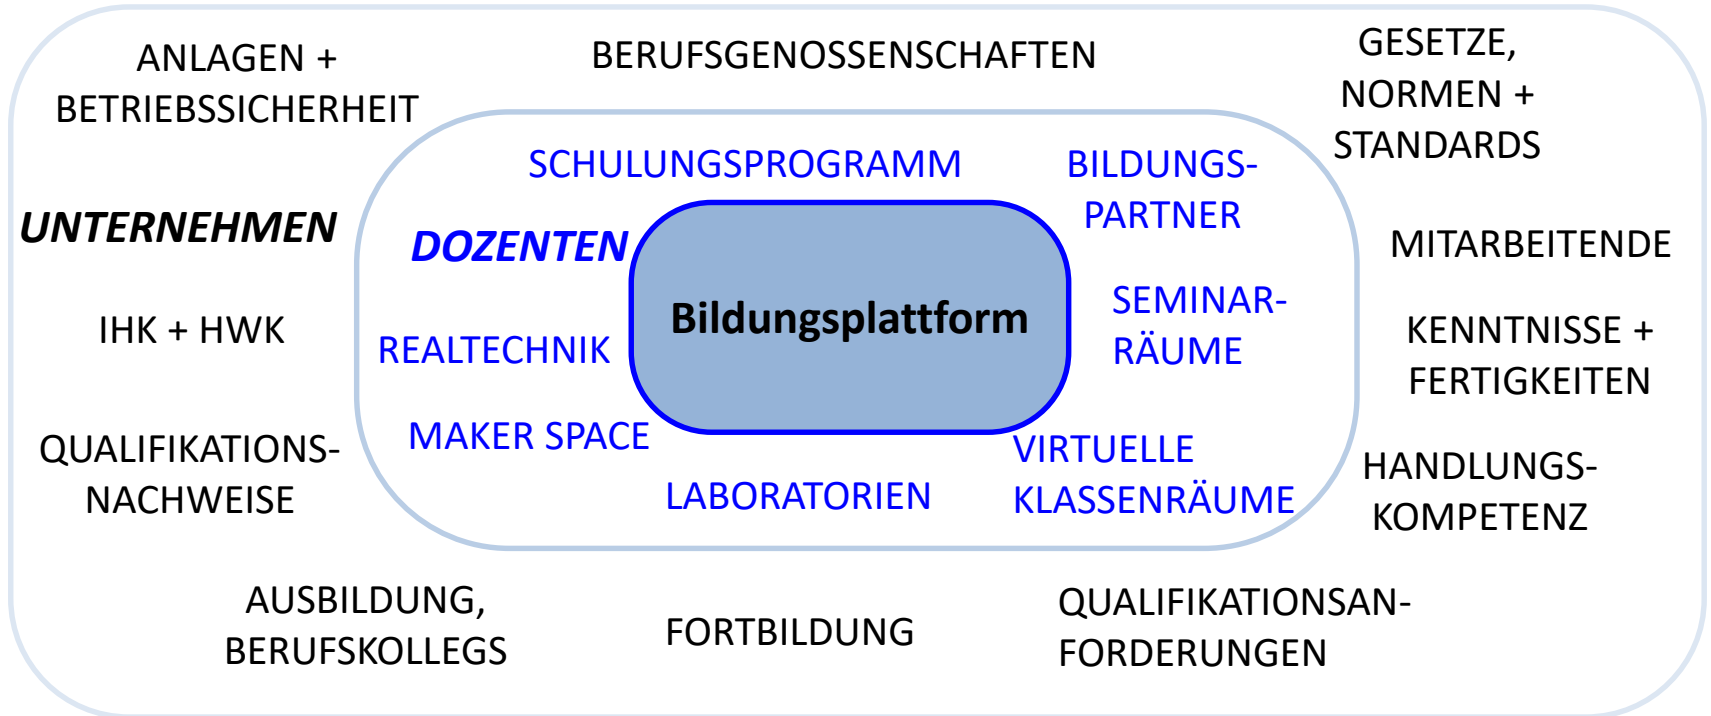 ANLAGEN +
BETRIEBSSICHERHEIT
BERUFSGENOSSENSCHAFTEN
GESETZE,
NORMEN +
STANDARDS
SCHULUNGSPROGRAMM
BILDUNGS-
PARTNER
UNTERNEHMEN
DOZENTEN
MITARBEITENDE
Bildungsplattform
SEMINAR-
RÄUME
IHK + HWK
REALTECHNIK
KENNTNISSE +
FERTIGKEITEN
QUALIFIKATIONS-
NACHWEISE
MAKER SPACE
LABORATORIEN
VIRTUELLE
KLASSENRÄUME
HANDLUNGS-
KOMPETENZ
AUSBILDUNG,
BERUFSKOLLEGS
FORTBILDUNG
QUALIFIKATIONSAN-
FORDERUNGEN